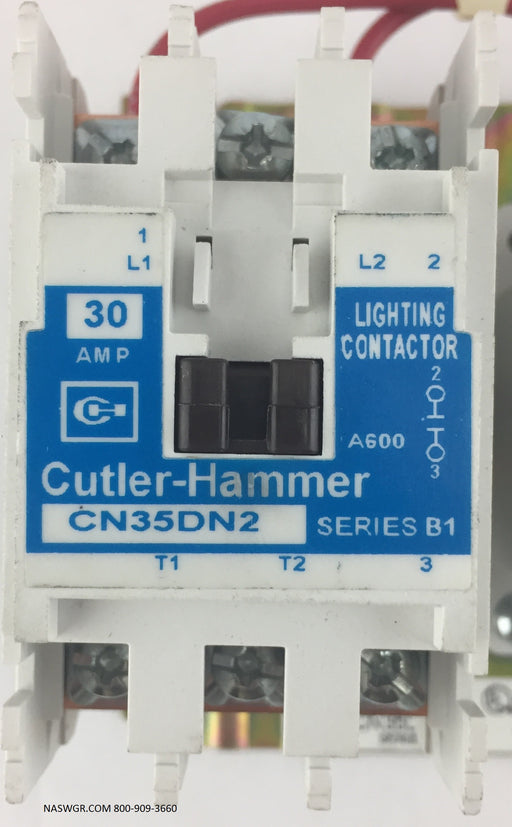 1
L1
L2 2
30
AMP
LIGHTING
CONTACTOR
2
A600
3
Cutler-Hammer
CN35DN2
SERIES B1
T1 T2 3
NASWGR.COM 800-909-3660